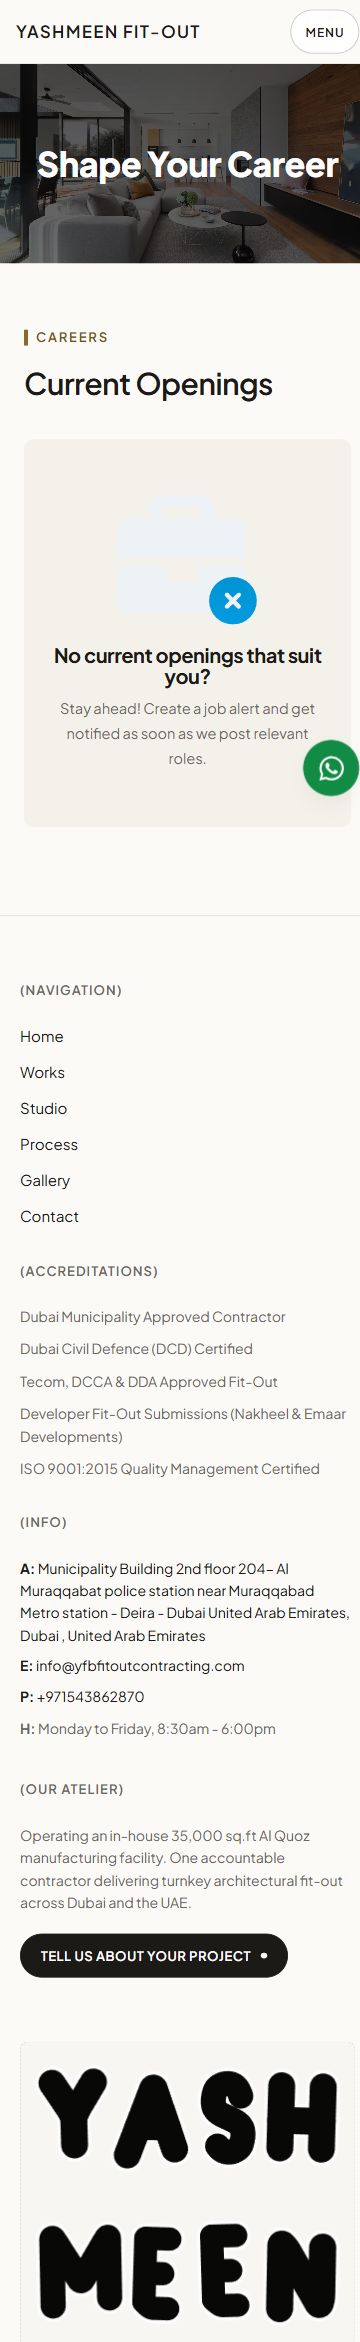 YASHMEEN FIT-OUT
MENU
Shape Your Career
CAREERS
Current Openings
No current openings that suit
you?
Stay ahead! Create a job alert and get
notified as soon as we post relevant
roles.
(NAVIGATION)
Home
Works
Studio
Process
Gallery
Contact
(ACCREDITATIONS)
Dubai Municipality Approved Contractor
Dubai Civil Defence (DCD) Certified
Tecom, DCCA & DDA Approved Fit-Out
Developer Fit-Out Submissions (Nakheel & Emaar
Developments)
ISO 9001:2015 Quality Management Certified
(INFO)
A: Municipality Building 2nd floor 204– Al
Muraqqabat police station near Muraqqabad
Metro station - Deira - Dubai United Arab Emirates,
Dubai , United Arab Emirates
E: info@yfbfitoutcontracting.com
P: +971543862870
H: Monday to Friday, 8:30am - 6:00pm
(OUR ATELIER)
Operating an in-house 35,000 sq.ft Al Quoz
manufacturing facility. One accountable
contractor delivering turnkey architectural fit-out
across Dubai and the UAE.
TELL US ABOUT YOUR PROJECT
YASH
MEEN